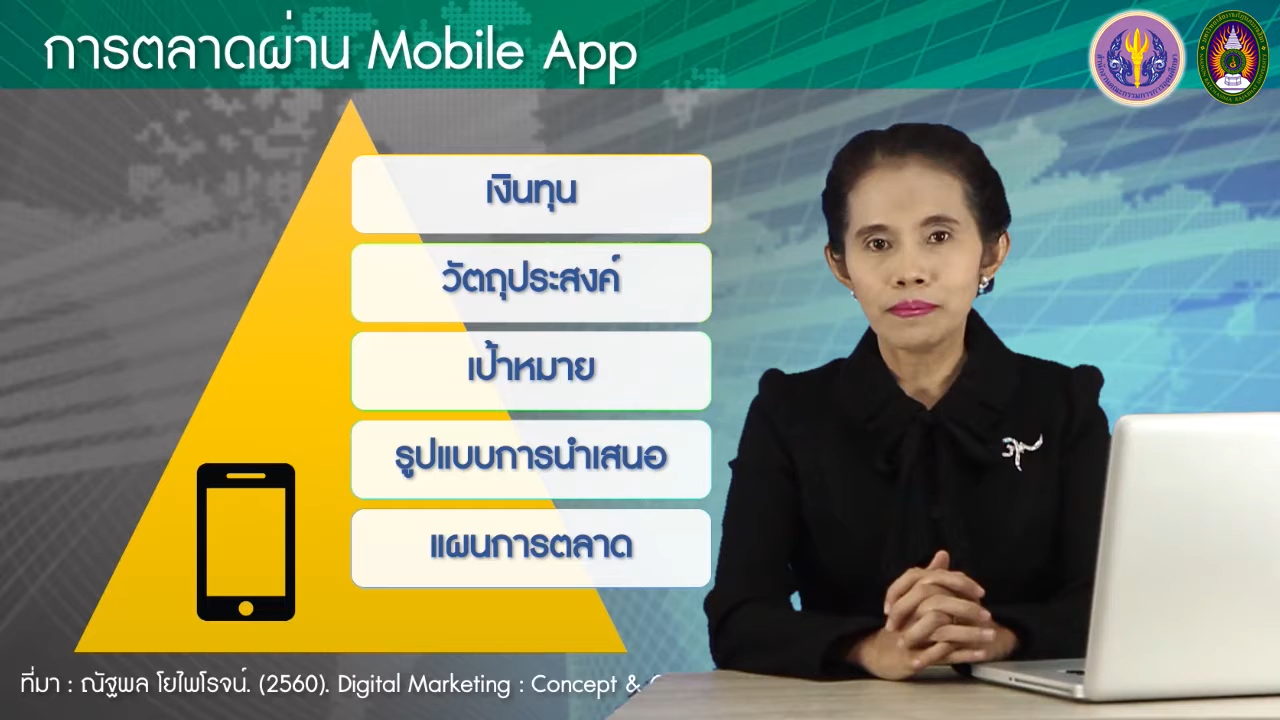 การตลาดผ่าน Mobile App
เงินทุน
วัตถุประสงค์
เป้าหมาย
รูปแบบการนำเสนอ
แผนการตลาด
ที่มา : ณัฐพล ใยไพโรจน์. (2560). Digital Marketing : Concept &